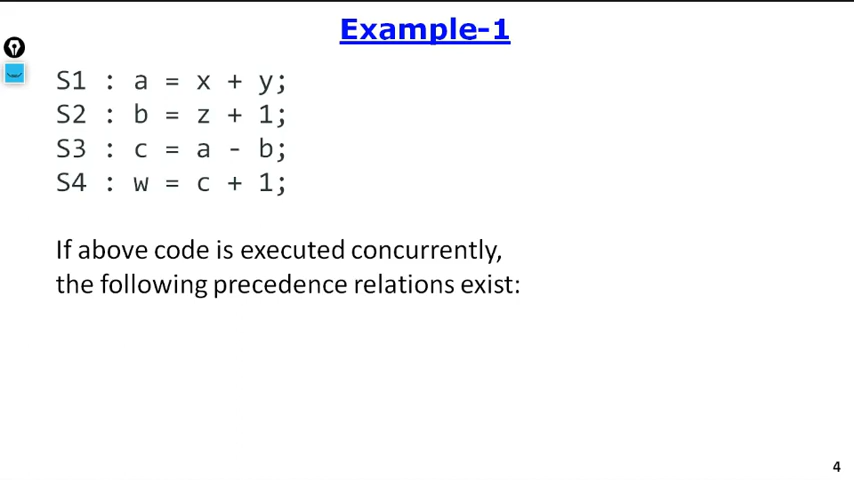 Example-1
S1 : a = x + y;
S2 : b = z + 1;
S3 : c = a - b;
S4 : w = c + 1;
If above code is executed concurrently,
the following precedence relations exist:
4